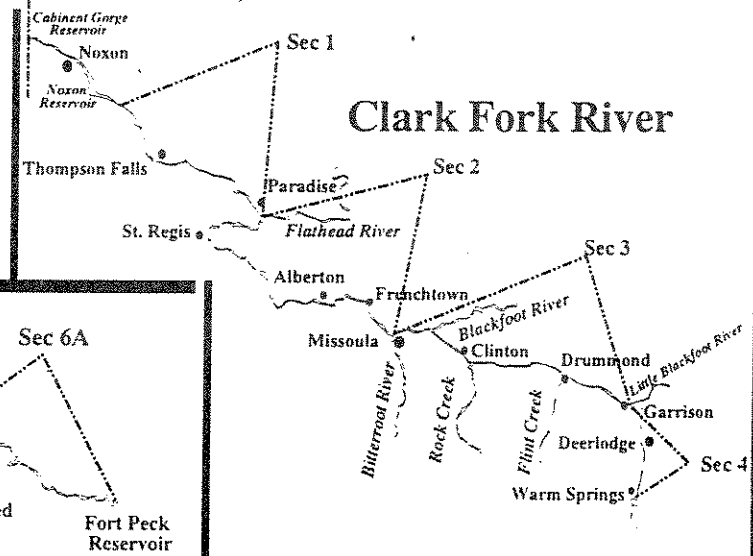 Cabinent Gorge
Reservoir
Noxon
Noxon
Reservoir
Sec 1
Clark Fork River
Thompson Falls
Paradise
Sec 2
St. Regis
Flathead River
Alberton
Frenchtown
Sec 3
Missoula
Blackfoot River
Clinton
Drummond
Little Blackfoot River
Bitterroot River
Rock Creek
Flint Creek
Garrison
Deerlodge
Sec 4
Warm Springs
Sec 6A
ed
Fort Peck
Reservoir